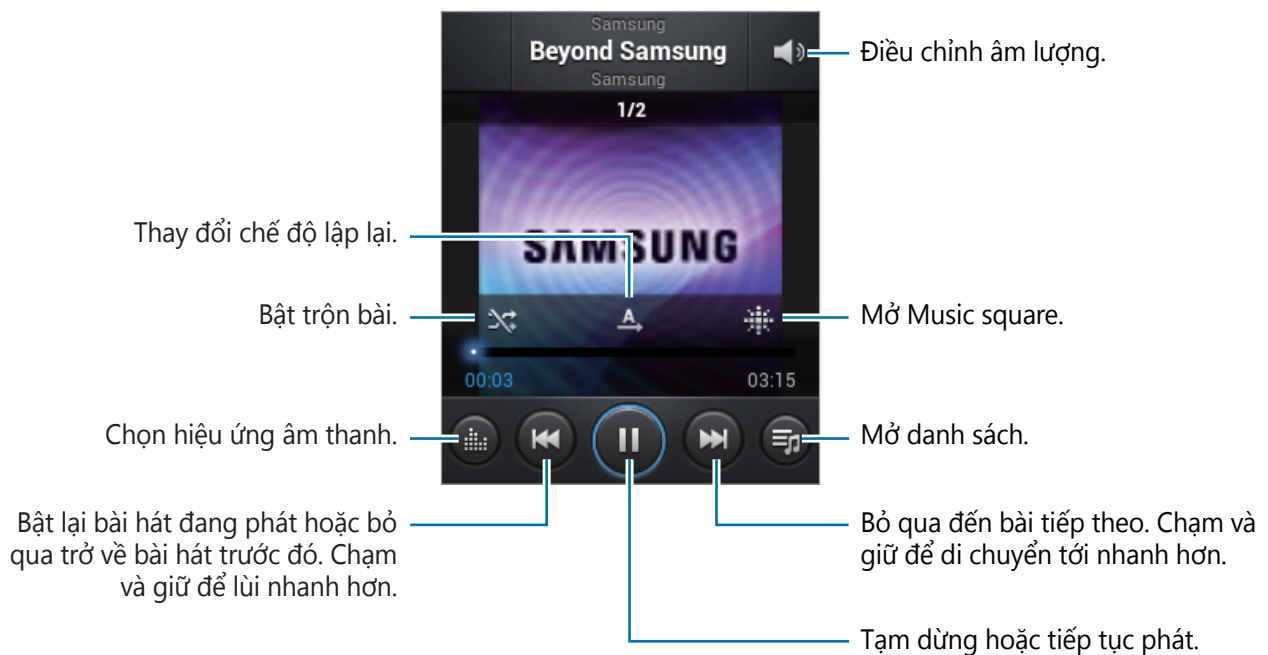 Samsung
Beyond Samsung
Samsung
Điều chỉnh âm lượng.
1/2
SAMSUNG
Thay đổi chế độ lập lại.
Bật trộn bài.
A
Mở Music square.
00:03
03:15
Chọn hiệu ứng âm thanh.
Mở danh sách.
Bật lại bài hát đang phát hoặc bỏ
qua trở về bài hát trước đó. Chạm
và giữ để lùi nhanh hơn.
Bỏ qua đến bài tiếp theo. Chạm và
giữ để di chuyển tới nhanh hơn.
Tạm dừng hoặc tiếp tục phát.